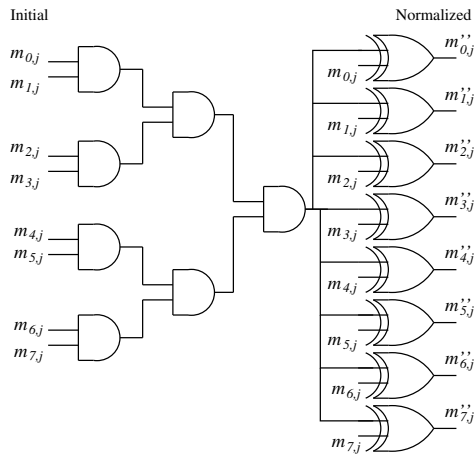 Initial
Normalized
m0,j
m1,j
m2,j
m3,j
m4,j
m5,j
m6,j
m7,j
m0,j
m1,j
m2,j
m3,j
m4,j
m5,j
m6,j
m7,j
m''0,j
m''1,j
m''2,j
m''3,j
m''4,j
m''5,j
m''6,j
m''7,j